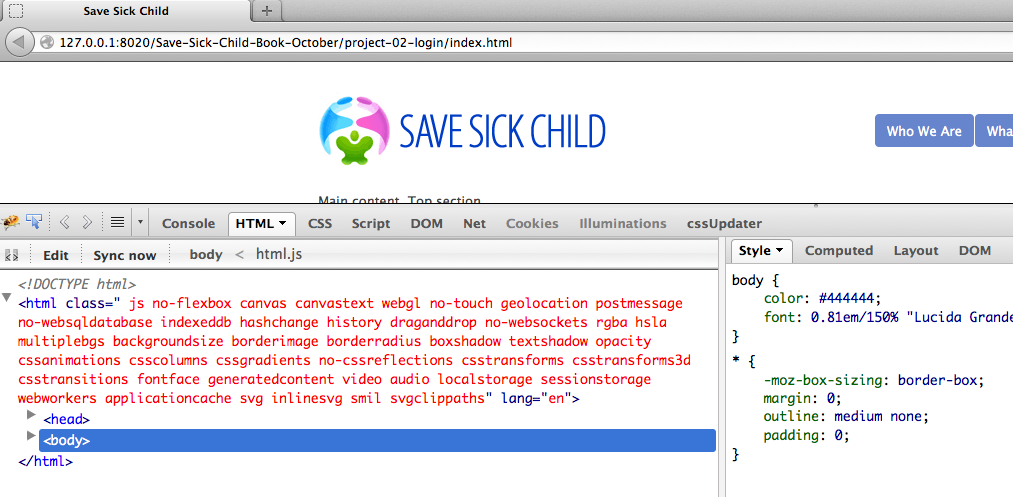 Save Sick Child
127.0.0.1:8020/Save-Sick-Child-Book-October/project-02-login/index.html
SAVE SICK CHILD
Who We Are
Wha
Main content. Top section
Console HTML CSS Script DOM Net Cookies Illuminations cssUpdater
Edit Sync now body < html.js
Style Computed Layout DOM
<!DOCTYPE html>
<html class=" js no-flexbox canvas canvastext webgl no-touch geolocation postmessage
no-websqldatabase indexeddb hashchange history draganddrop no-websockets rgba hsla
multiplebgs backgroundsize borderimage borderradius boxshadow textshadow opacity
cssanimations csscolumns cssgradients no-cssreflections csstransforms csstransforms3d
csstransitions fontface generatedcontent video audio localstorage sessionstorage
webworkers applicationcache svg inlinesvg smil svgclippaths" lang="en">
<head>
<body>
</html>
body {
color: #444444;
font: 0.81em/150% "Lucida Grande
}
* {
-moz-box-sizing: border-box;
margin: 0;
outline: medium none;
padding: 0;
}